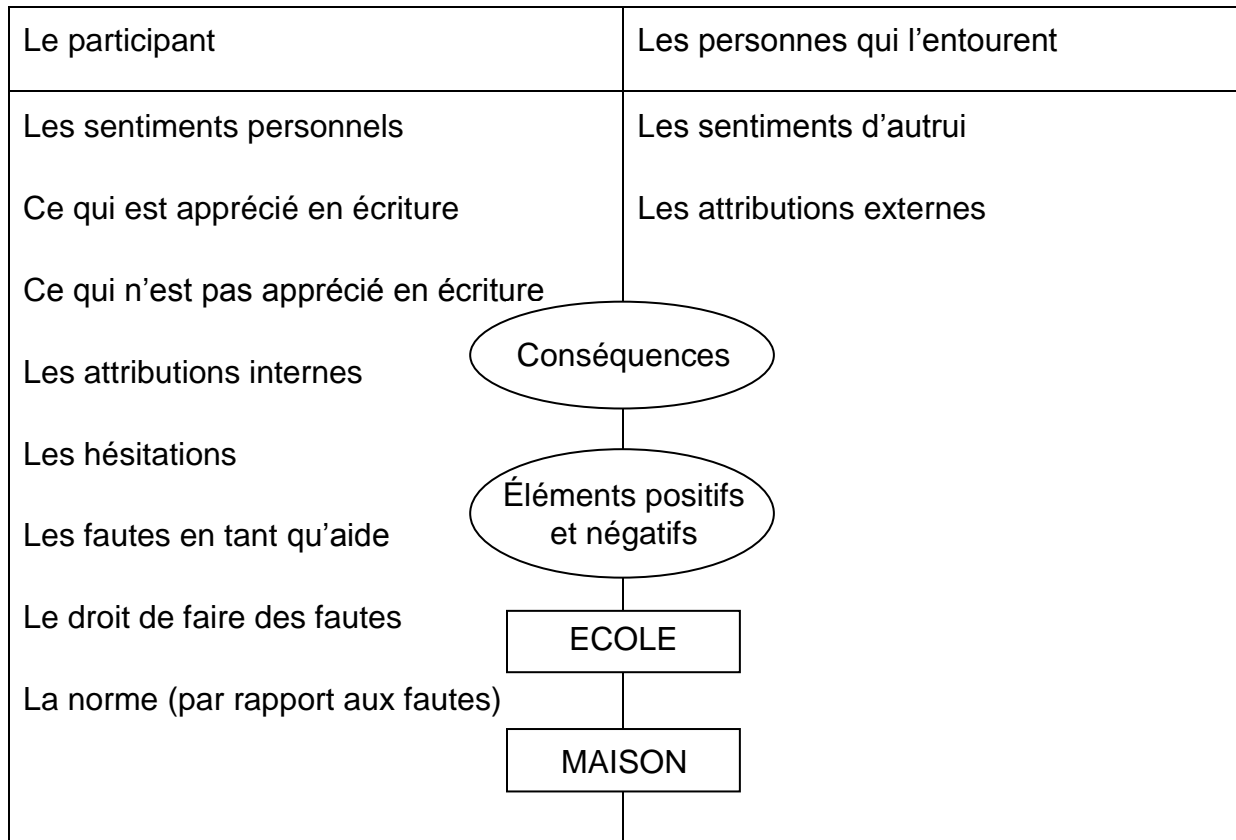 Le participant
Les personnes qui l’entourent
Les sentiments personnels
Les sentiments d’autrui
Ce qui est apprécié en écriture
Les attributions externes
Ce qui n’est pas apprécié en écriture
Conséquences
Les attributions internes
Les hésitations
Éléments positifs
et négatifs
Les fautes en tant qu’aide
Le droit de faire des fautes
ECOLE
La norme (par rapport aux fautes)
MAISON